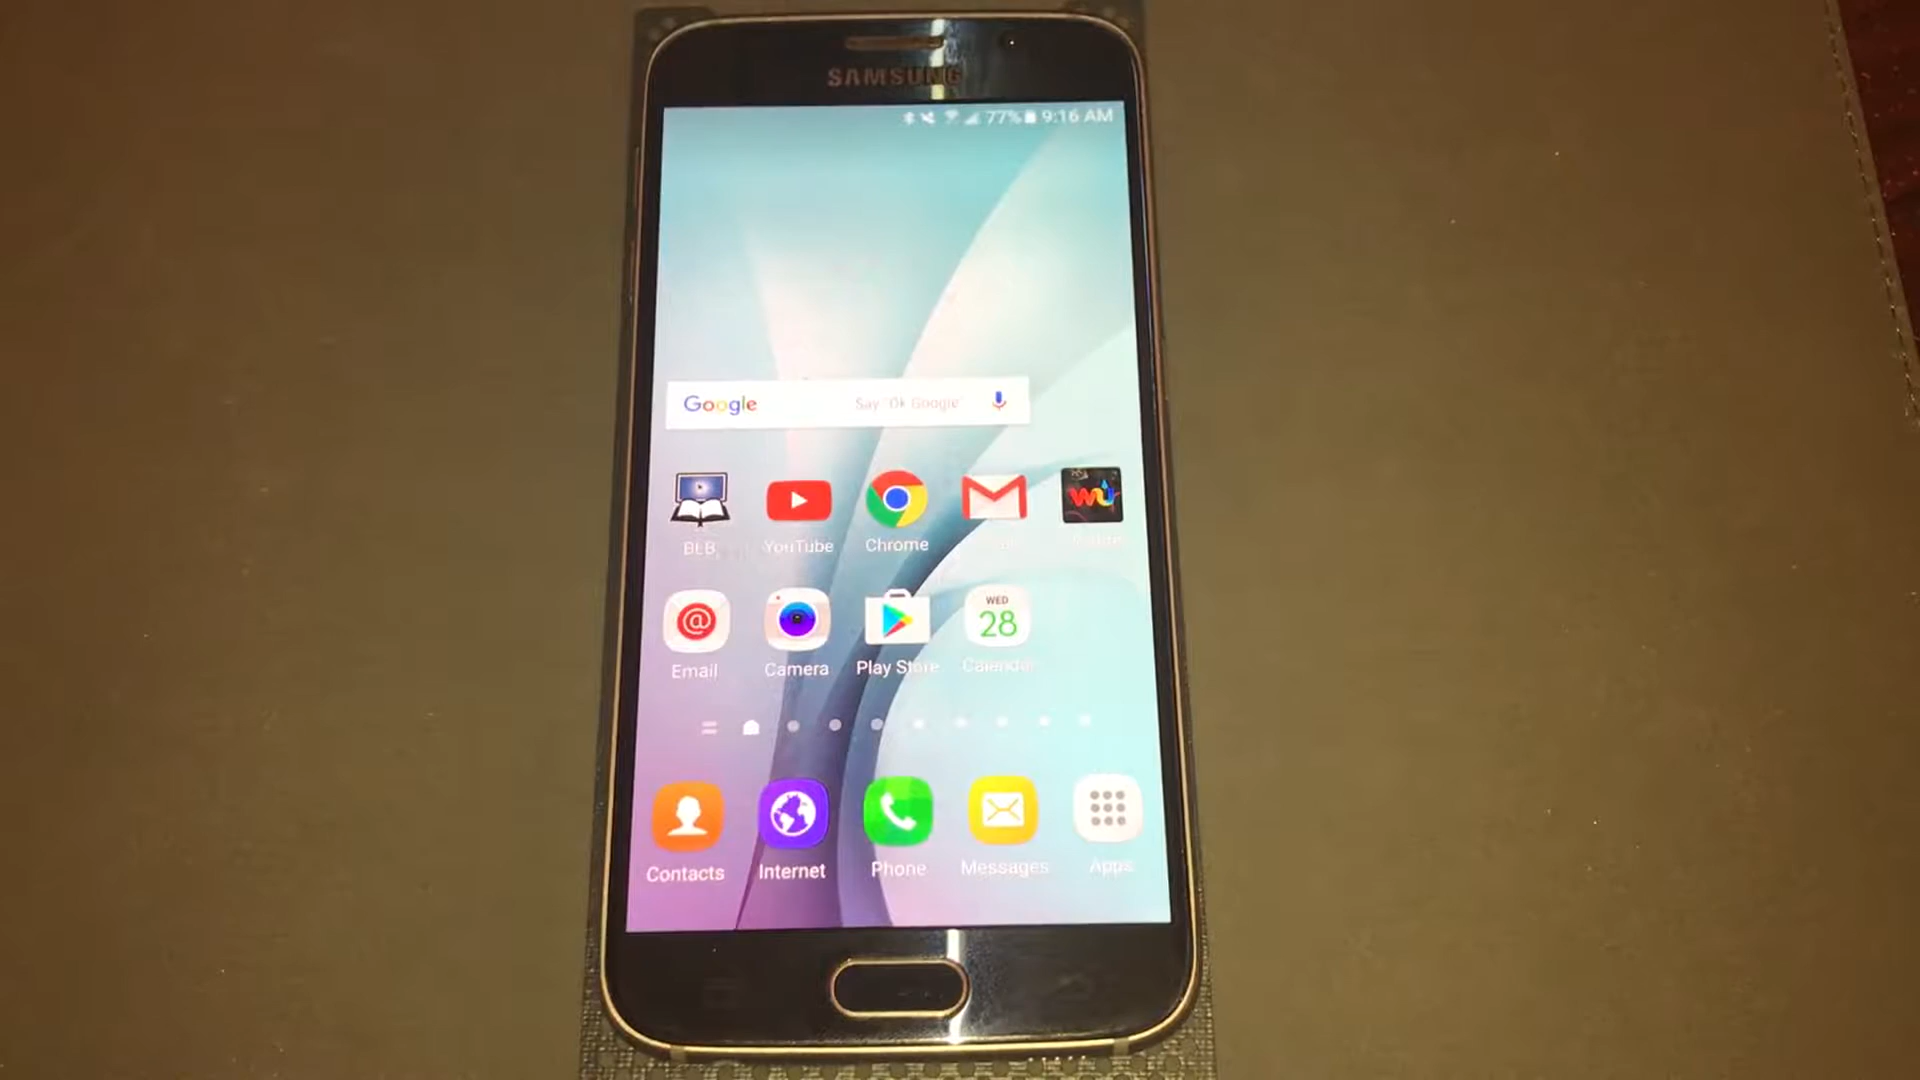 SAMSUNG
77% 9:16 AM
Google Say "Ok Google"
WU
BLB YouTube Chrome
@
WED
28
Email Camera Play Store Calendar
Contacts Internet Phone Messages Apps